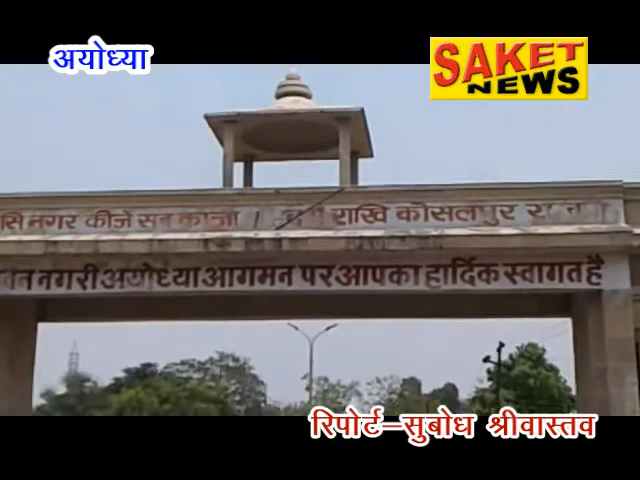 अयोध्या
SAKET
NEWS
सि नगर कीजे सब काजा राखि कौसलपुर
नगरी अयोध्या आगमन पर आपका हार्दिक स्वागत है
रिपोर्ट-सुबोध श्रीवास्तव